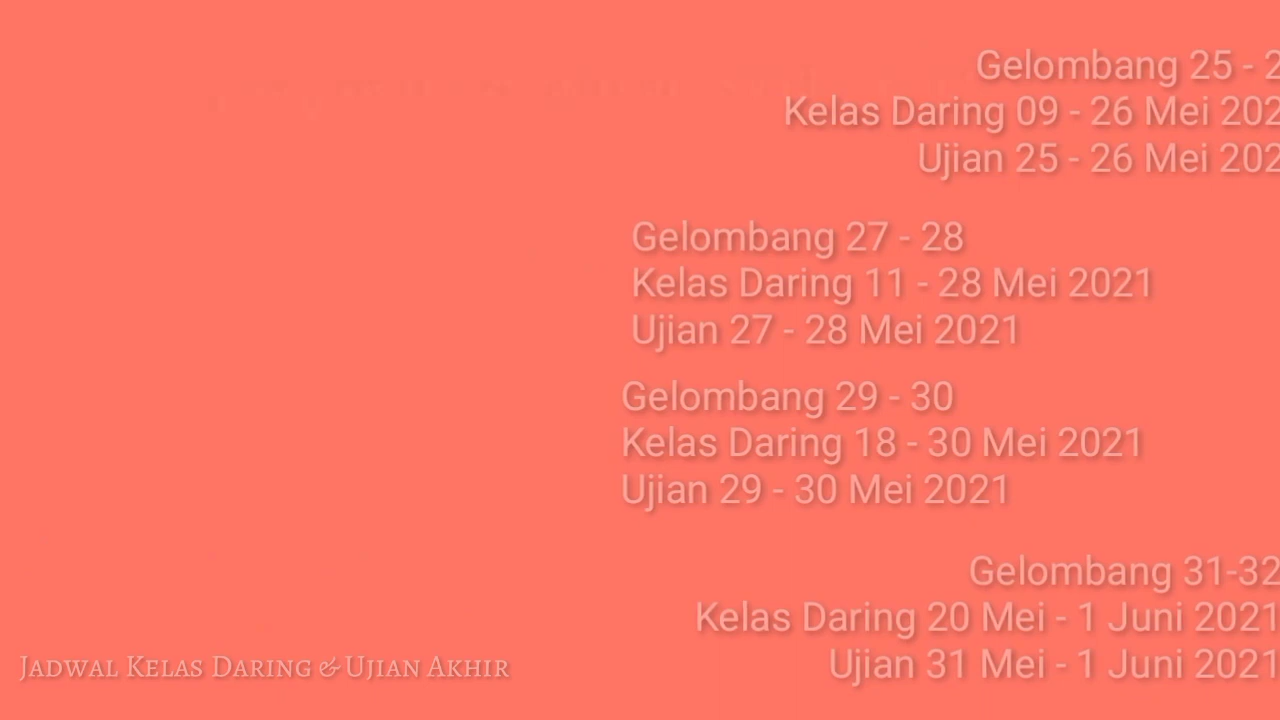 Gelombang 25 - 2
Kelas Daring 09 - 26 Mei 202
Ujian 25 - 26 Mei 202
Gelombang 27 - 28
Kelas Daring 11 - 28 Mei 2021
Ujian 27 - 28 Mei 2021
Gelombang 29 - 30
Kelas Daring 18 - 30 Mei 2021
Ujian 29 - 30 Mei 2021
Gelombang 31-32
Kelas Daring 20 Mei - 1 Juni 2021
Ujian 31 Mei - 1 Juni 2021
Jadwal Kelas Daring & Ujian Akhir